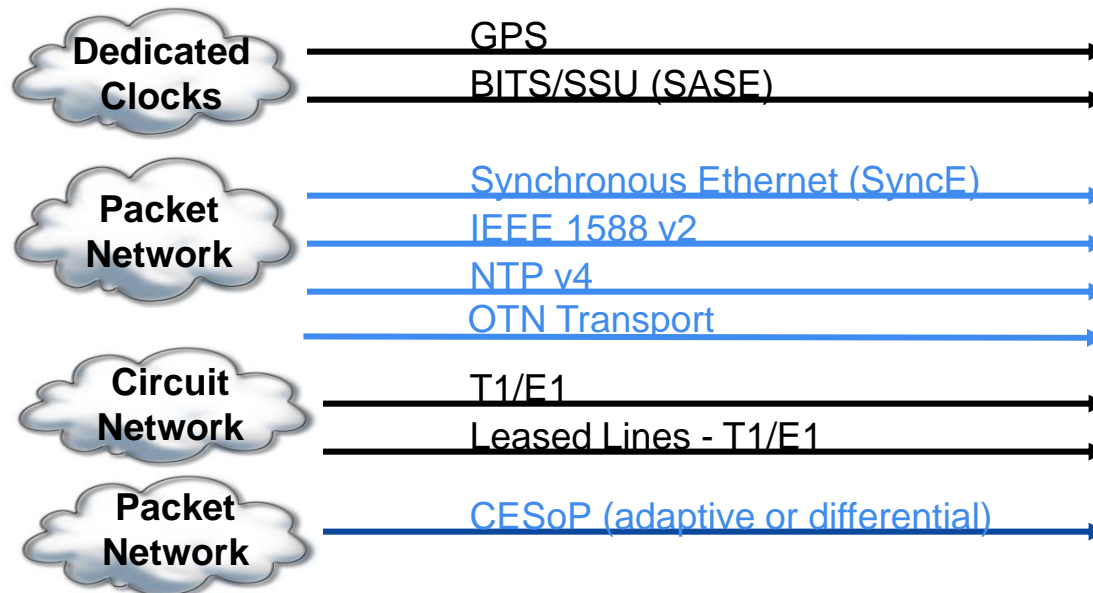 Dedicated
Clocks
GPS
BITS/SSU (SASE)
Packet
Network
Synchronous Ethernet (SyncE)
IEEE 1588 v2
NTP v4
OTN Transport
Circuit
Network
T1/E1
Leased Lines - T1/E1
Packet
Network
CESoP (adaptive or differential)